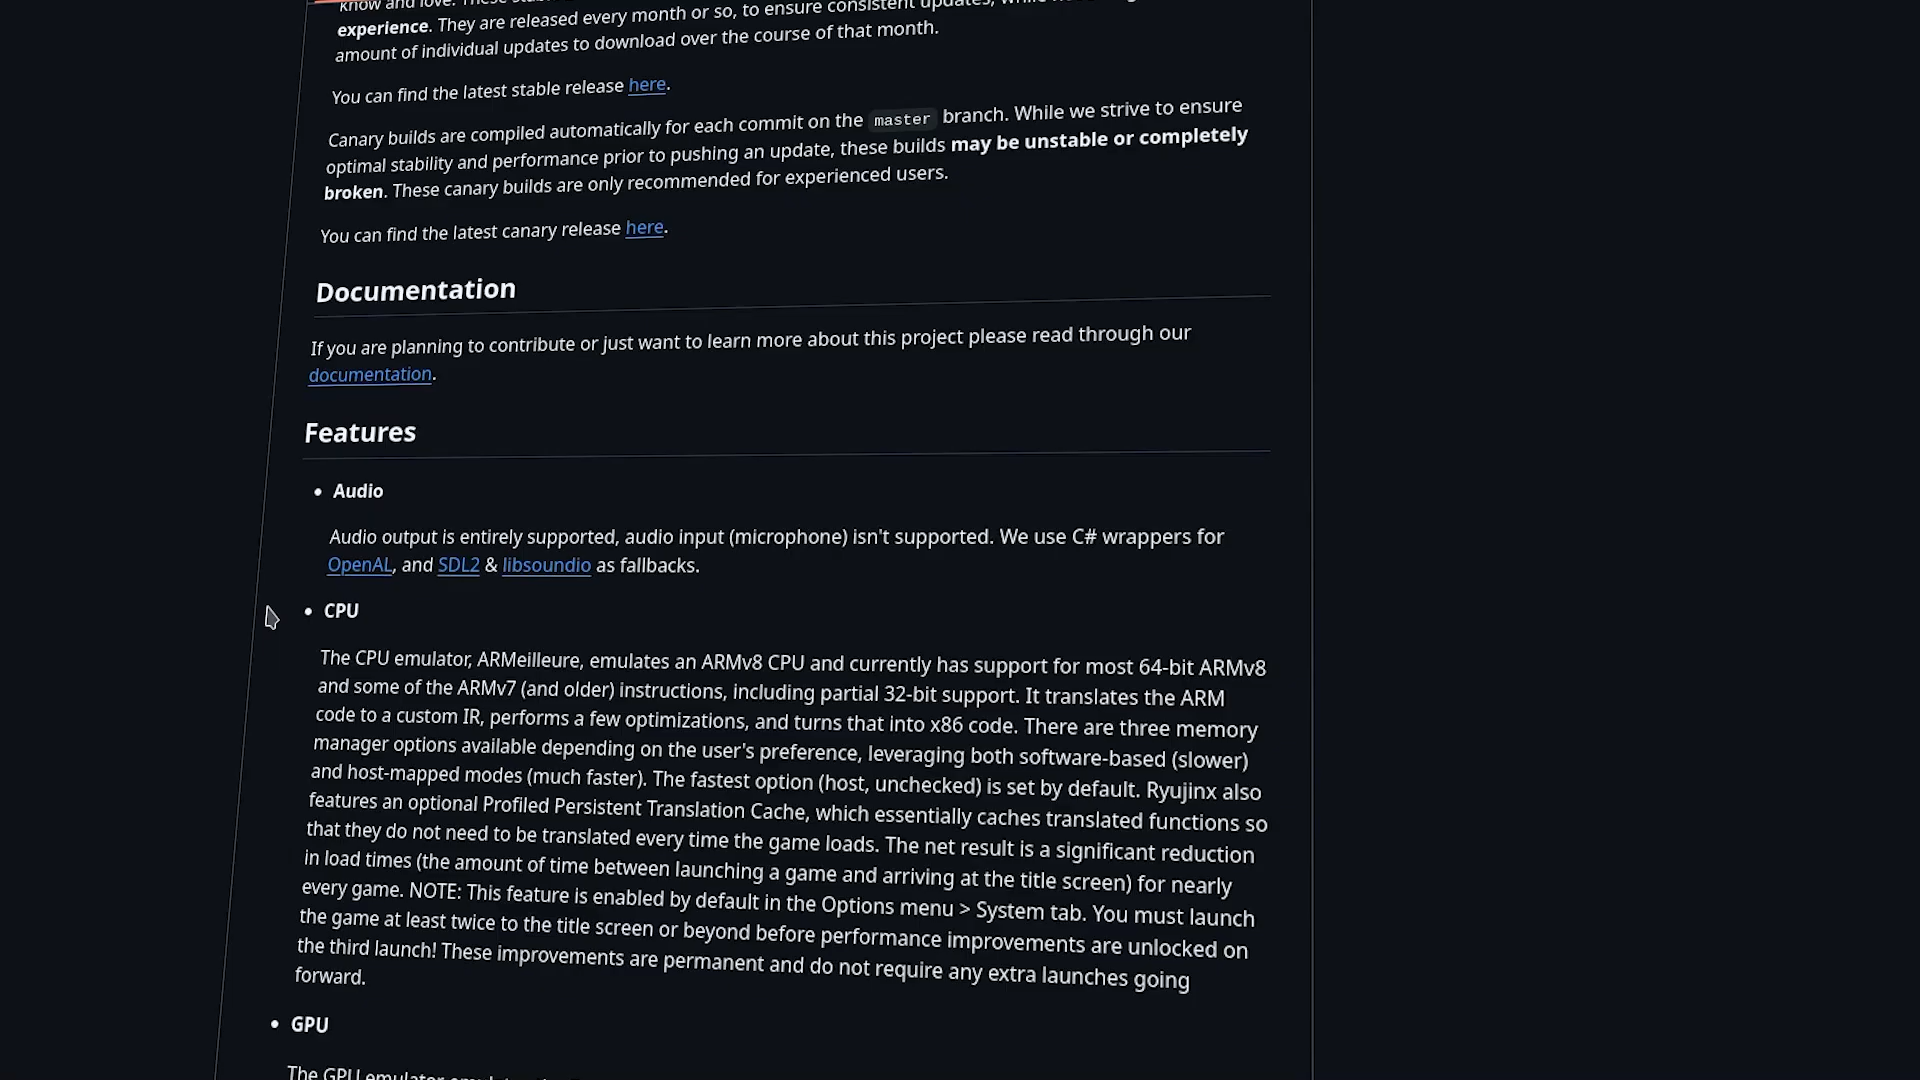 know and love. These
experience. They are released every month or so, to ensure consistent updates,
amount of individual updates to download over the course of that month.
You can find the latest stable release here.
Canary builds are compiled automatically for each commit on the master branch. While we strive to ensure
optimal stability and performance prior to pushing an update, these builds may be unstable or completely
broken. These canary builds are only recommended for experienced users.
You can find the latest canary release here.
Documentation
If you are planning to contribute or just want to learn more about this project please read through our
documentation.
Features
• Audio
Audio output is entirely supported, audio input (microphone) isn't supported. We use C# wrappers for
OpenAL, and SDL2 & libsoundio as fallbacks.
• CPU
The CPU emulator, ARMeilleure, emulates an ARMv8 CPU and currently has support for most 64-bit ARMv8
and some of the ARMv7 (and older) instructions, including partial 32-bit support. It translates the ARM
code to a custom IR, performs a few optimizations, and turns that into x86 code. There are three memory
manager options available depending on the user's preference, leveraging both software-based (slower)
and host-mapped modes (much faster). The fastest option (host, unchecked) is set by default. Ryujinx also
features an optional Profiled Persistent Translation Cache, which essentially caches translated functions so
that they do not need to be translated every time the game loads. The net result is a significant reduction
in load times (the amount of time between launching a game and arriving at the title screen) for nearly
every game. NOTE: This feature is enabled by default in the Options menu > System tab. You must launch
the game at least twice to the title screen or beyond before performance improvements are unlocked on
the third launch! These improvements are permanent and do not require any extra launches going
forward.
• GPU
The GPU emulator